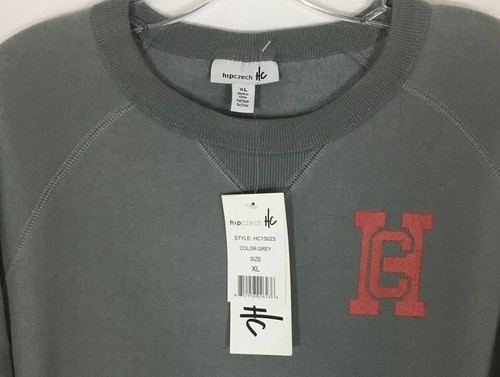 hipczech HC
XL
hipczech HC
STYLE: HC15023
COLOR:GREY
SIZE
XL
HC
HC